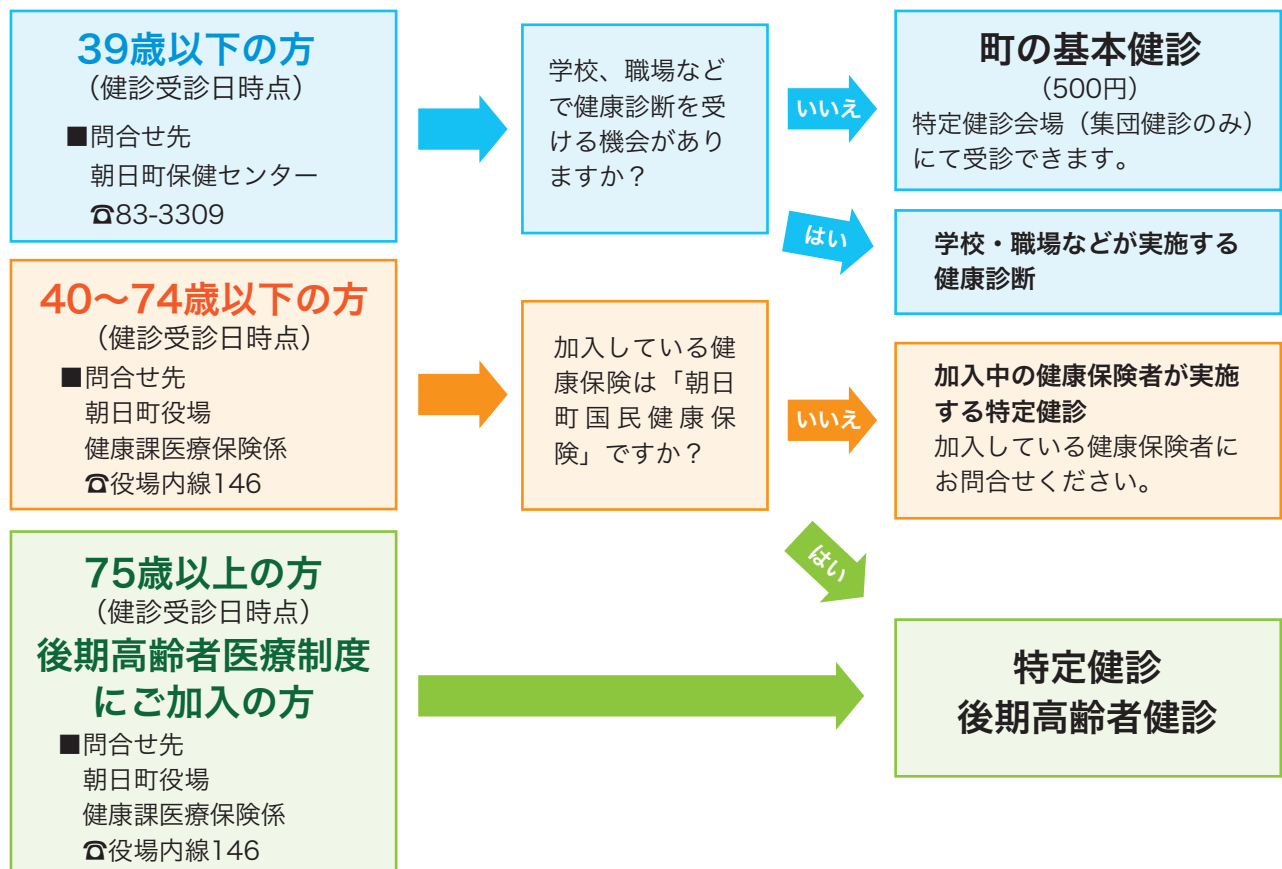 39歳以下の方
（健診受診日時点）
■問合せ先
朝日町保健センター
☎83-3309
学校、職場など
で健康診断を受
ける機会があり
ますか？
いいえ
町の基本健診
（500円）
特定健診会場（集団健診のみ）
にて受診できます。
はい
学校・職場などが実施する
健康診断
40〜74歳以下の方
（健診受診日時点）
■問合せ先
朝日町役場
健康課医療保険係
☎役場内線146
加入している健
康保険は「朝日
町国民健康保
険」ですか？
いいえ
加入中の健康保険者が実施
する特定健診
加入している健康保険者に
お問合せください。
はい
75歳以上の方
（健診受診日時点）
後期高齢者医療制度
にご加入の方
■問合せ先
朝日町役場
健康課医療保険係
☎役場内線146
特定健診
後期高齢者健診